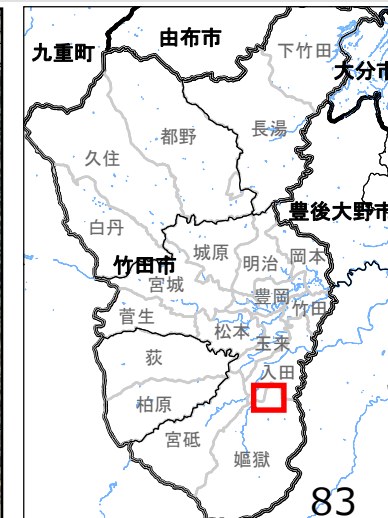 由布市
九重町
下竹田
大分市
都野
長湯
久住
豊後大野市
白丹
城原
岡本
明治
竹田市
宮城
豊岡
竹田
菅生
松本
玉来
荻
入田
柏原
宮砥
嫗獄
83